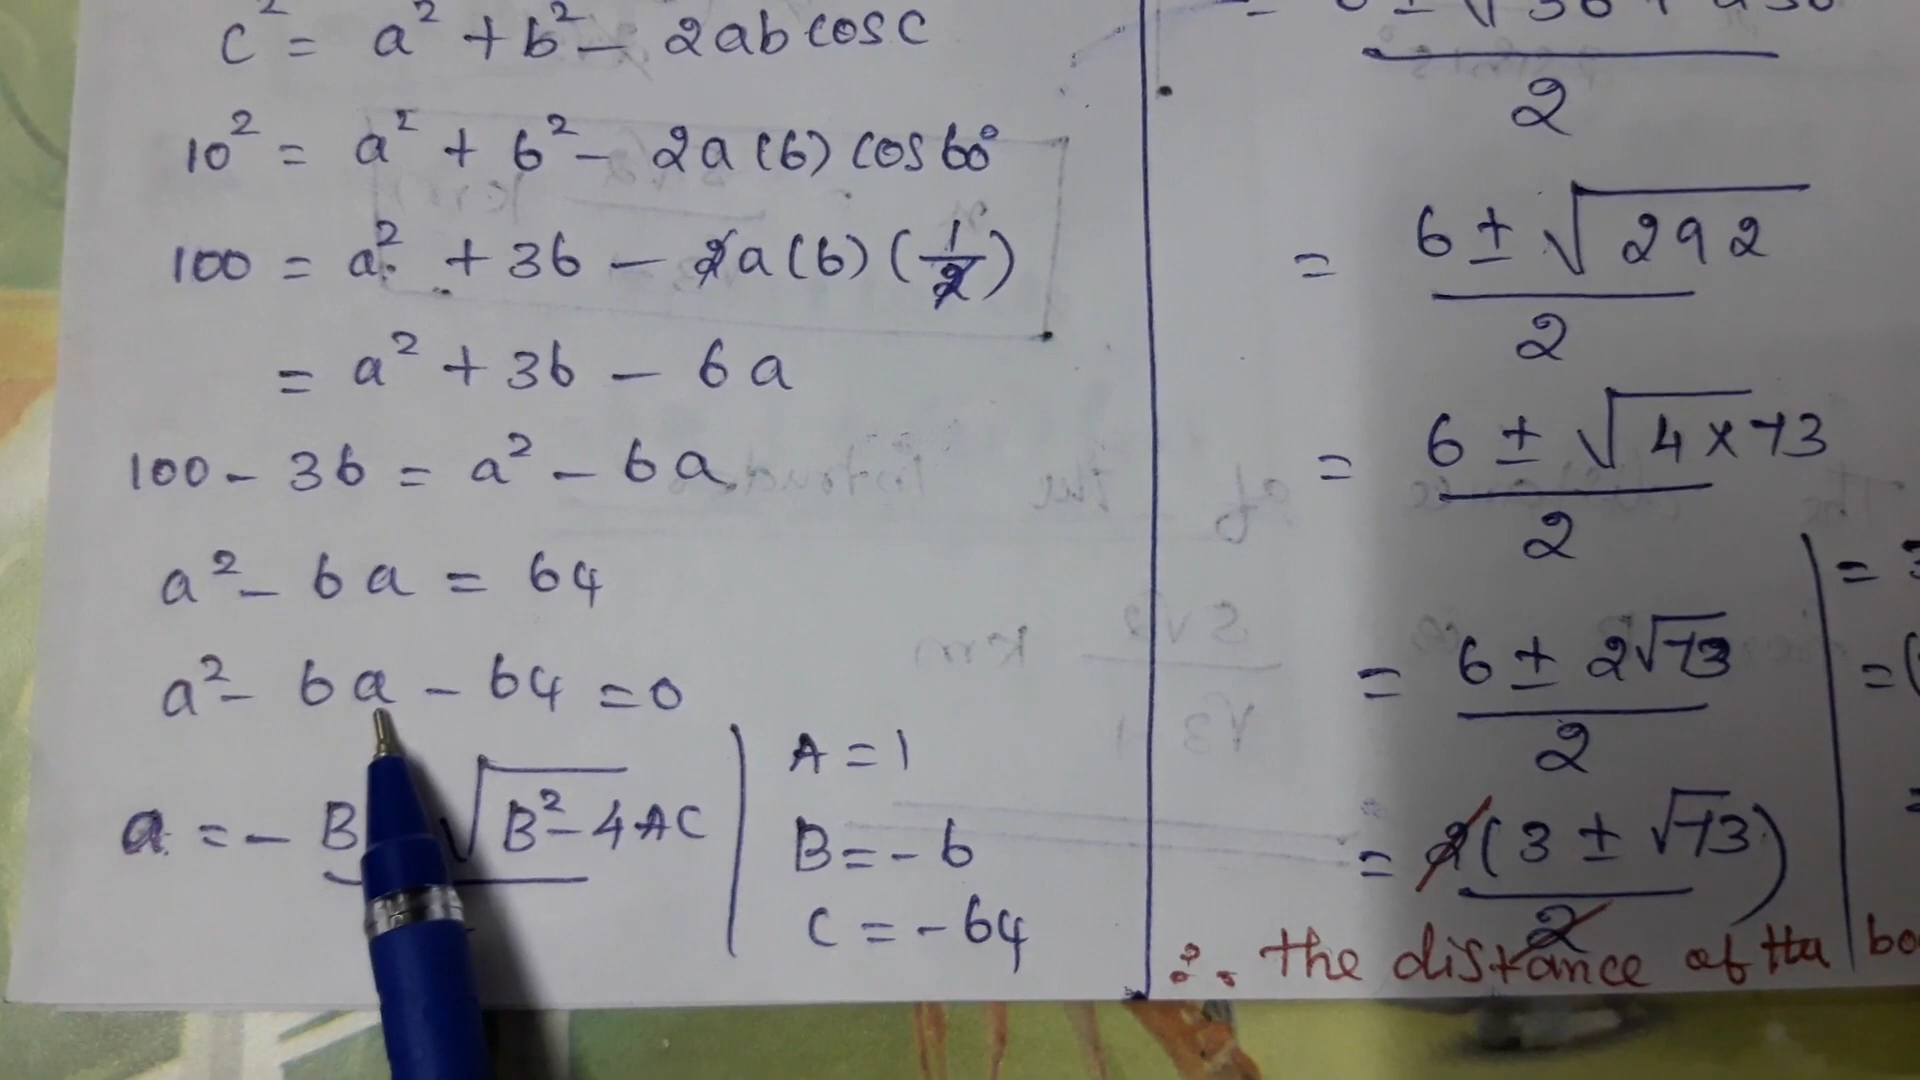 c² = a² + b² - 2ab cos C
10² = a² + 6² - 2a(6) cos 60°
100 = a² + 36 - 2a(6)(1/2)
= a² + 36 - 6a
100 - 36 = a² - 6a
a² - 6a = 64
a² - 6a - 64 = 0
a = - B √B² - 4AC
A = 1
B = - 6
C = - 64
2
= 6 ± √292 / 2
= 6 ± √4 × 73 / 2
= 6 ± 2√73 / 2
= 2(3 ± √73) / 2
∴ the distance of the